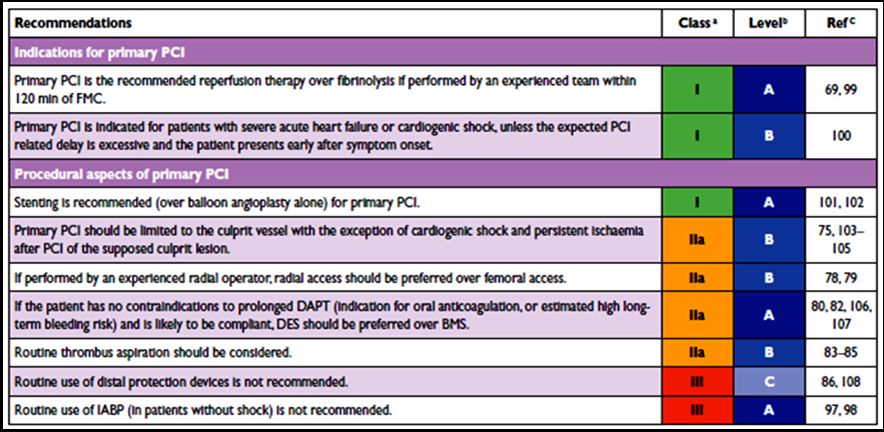 Recommendations Class a Level b Ref C
Indications for primary PCI
Primary PCI is the recommended reperfusion therapy over fibrinolysis if performed by an experienced team within
120 min of FMC. I A 69, 99
Primary PCI is indicated for patients with severe acute heart failure or cardiogenic shock, unless the expected PCI
related delay is excessive and the patient presents early after symptom onset. I B 100
Procedural aspects of primary PCI
Stenting is recommended (over balloon angioplasty alone) for primary PCI. I A 101, 102
Primary PCI should be limited to the culprit vessel with the exception of cardiogenic shock and persistent ischaemia
after PCI of the supposed culprit lesion. IIa B 75, 103–
105
If performed by an experienced radial operator, radial access should be preferred over femoral access. IIa B 78, 79
If the patient has no contraindications to prolonged DAPT (indication for oral anticoagulation, or estimated high long-
term bleeding risk) and is likely to be compliant, DES should be preferred over BMS. IIa A 80, 82, 106,
107
Routine thrombus aspiration should be considered. IIa B 83–85
Routine use of distal protection devices is not recommended. III C 86, 108
Routine use of IABP (in patients without shock) is not recommended. III A 97, 98